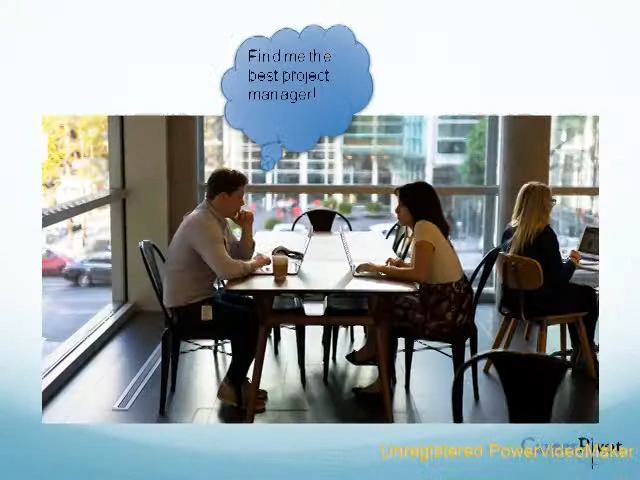 Find me the
best project
manager!
Unregistered PowerVideoMaker